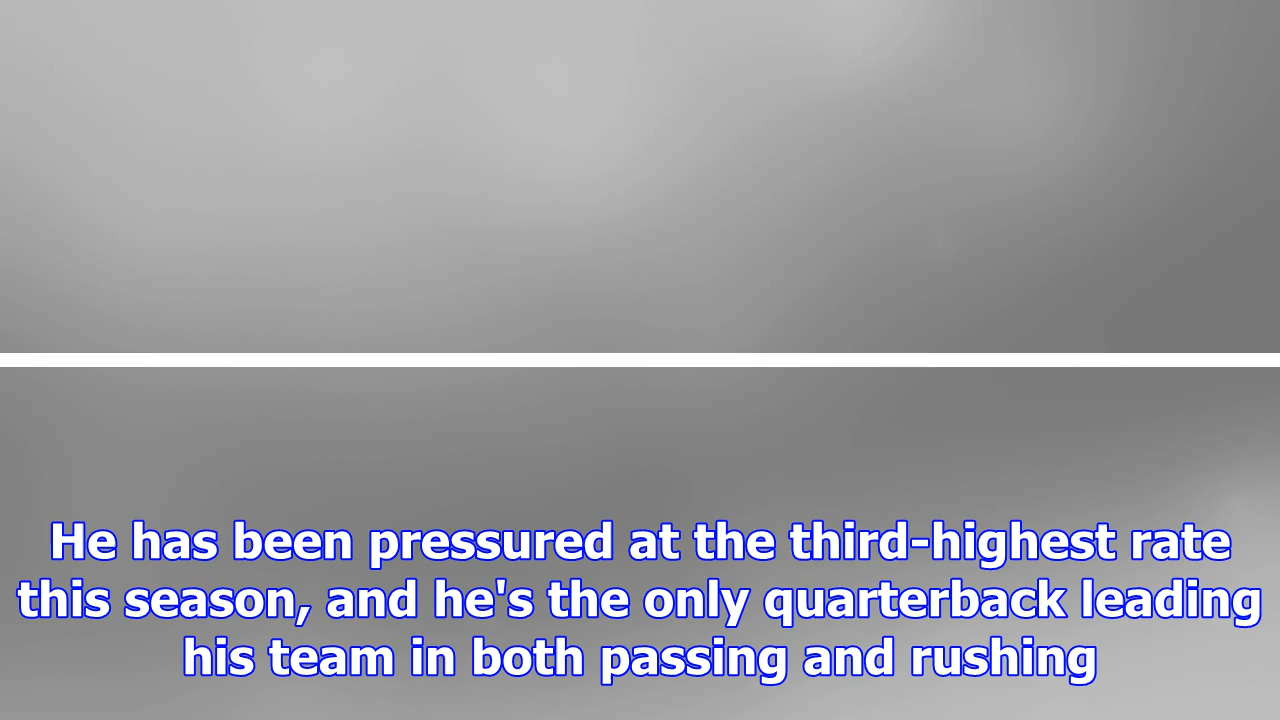 He has been pressured at the third-highest rate
this season, and he's the only quarterback leading
his team in both passing and rushing